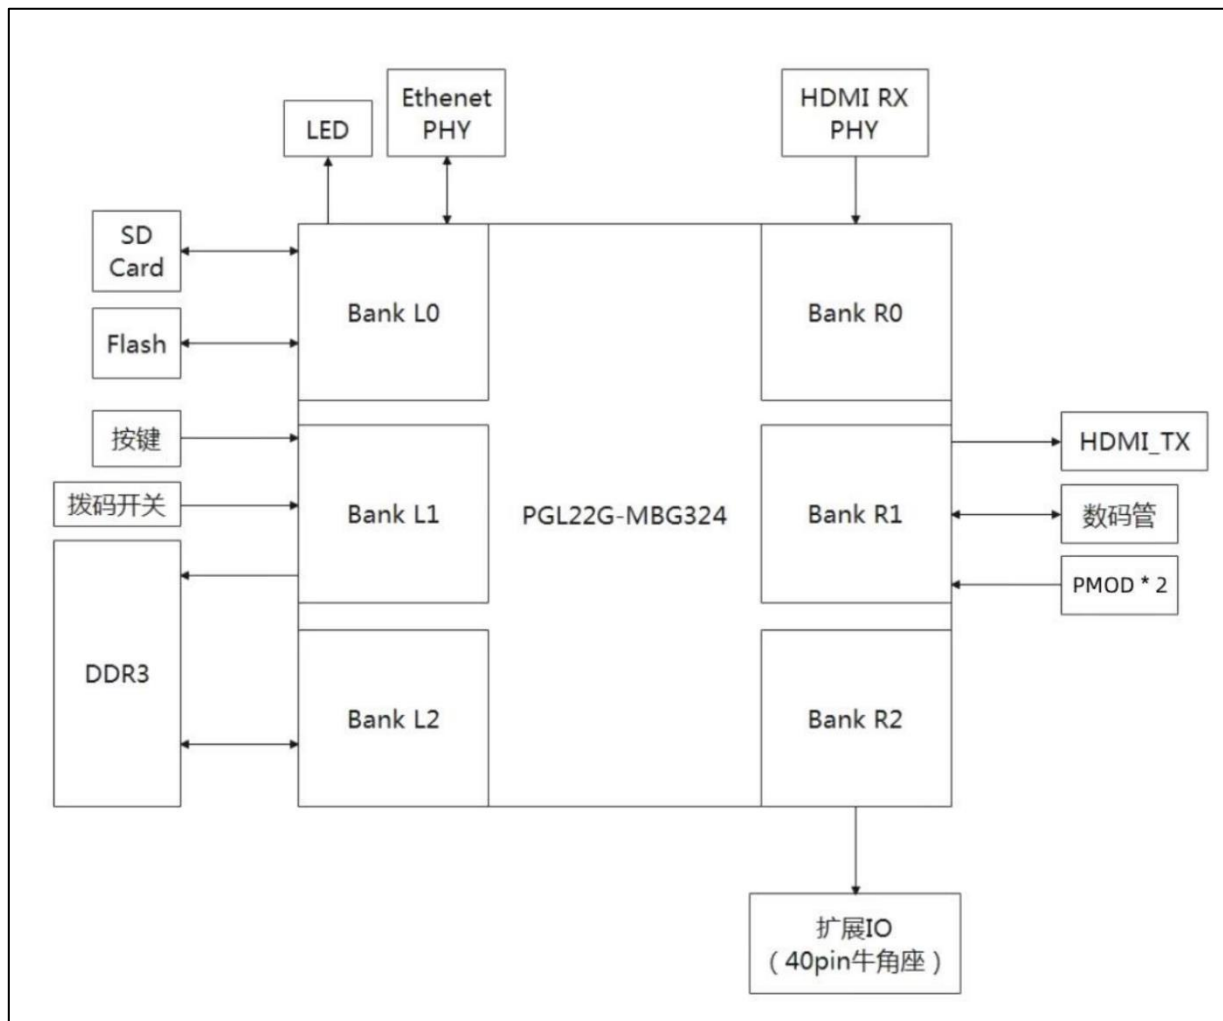 Ethenet
PHY
HDMI RX
PHY
LED
SD
Card
Bank L0
Bank R0
Flash
按键
HDMI_TX
拨码开关
Bank L1
PGL22G-MBG324
Bank R1
数码管
PMOD * 2
DDR3
Bank L2
Bank R2
扩展IO
（40pin牛角座）